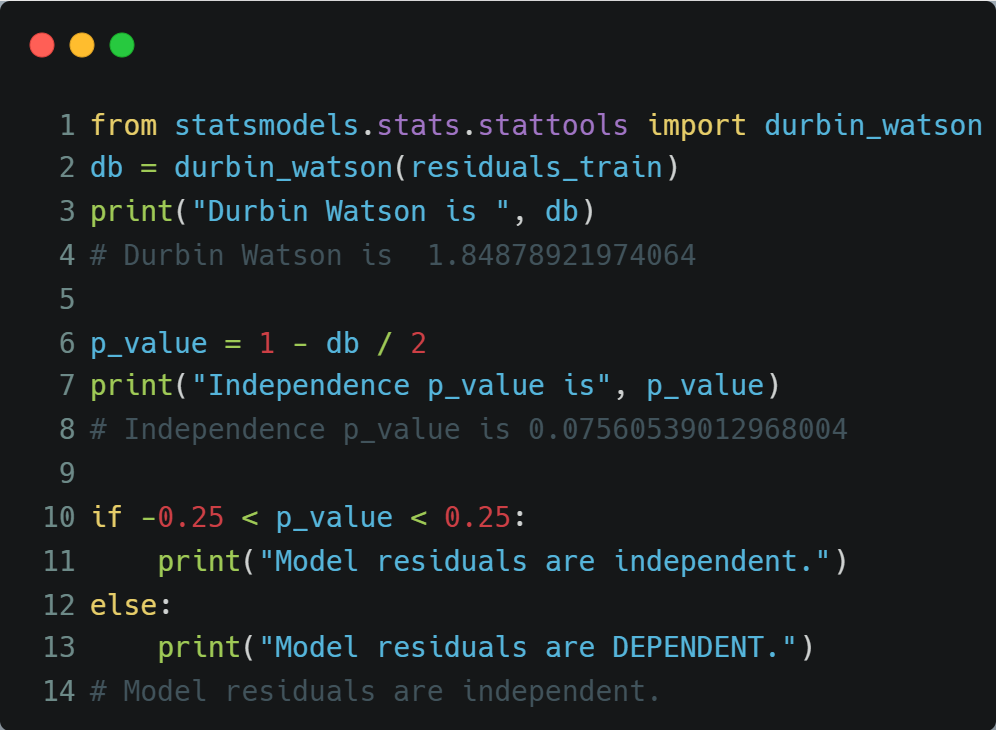 1 from statsmodels.stats.stattools import durbin_watson
2 db = durbin_watson(residuals_train)
3 print("Durbin Watson is ", db)
4 # Durbin Watson is  1.84878921974064
5
6 p_value = 1 - db / 2
7 print("Independence p_value is", p_value)
8 # Independence p_value is 0.07560539012968004
9
10 if -0.25 < p_value < 0.25:
11     print("Model residuals are independent.")
12 else:
13     print("Model residuals are DEPENDENT.")
14 # Model residuals are independent.